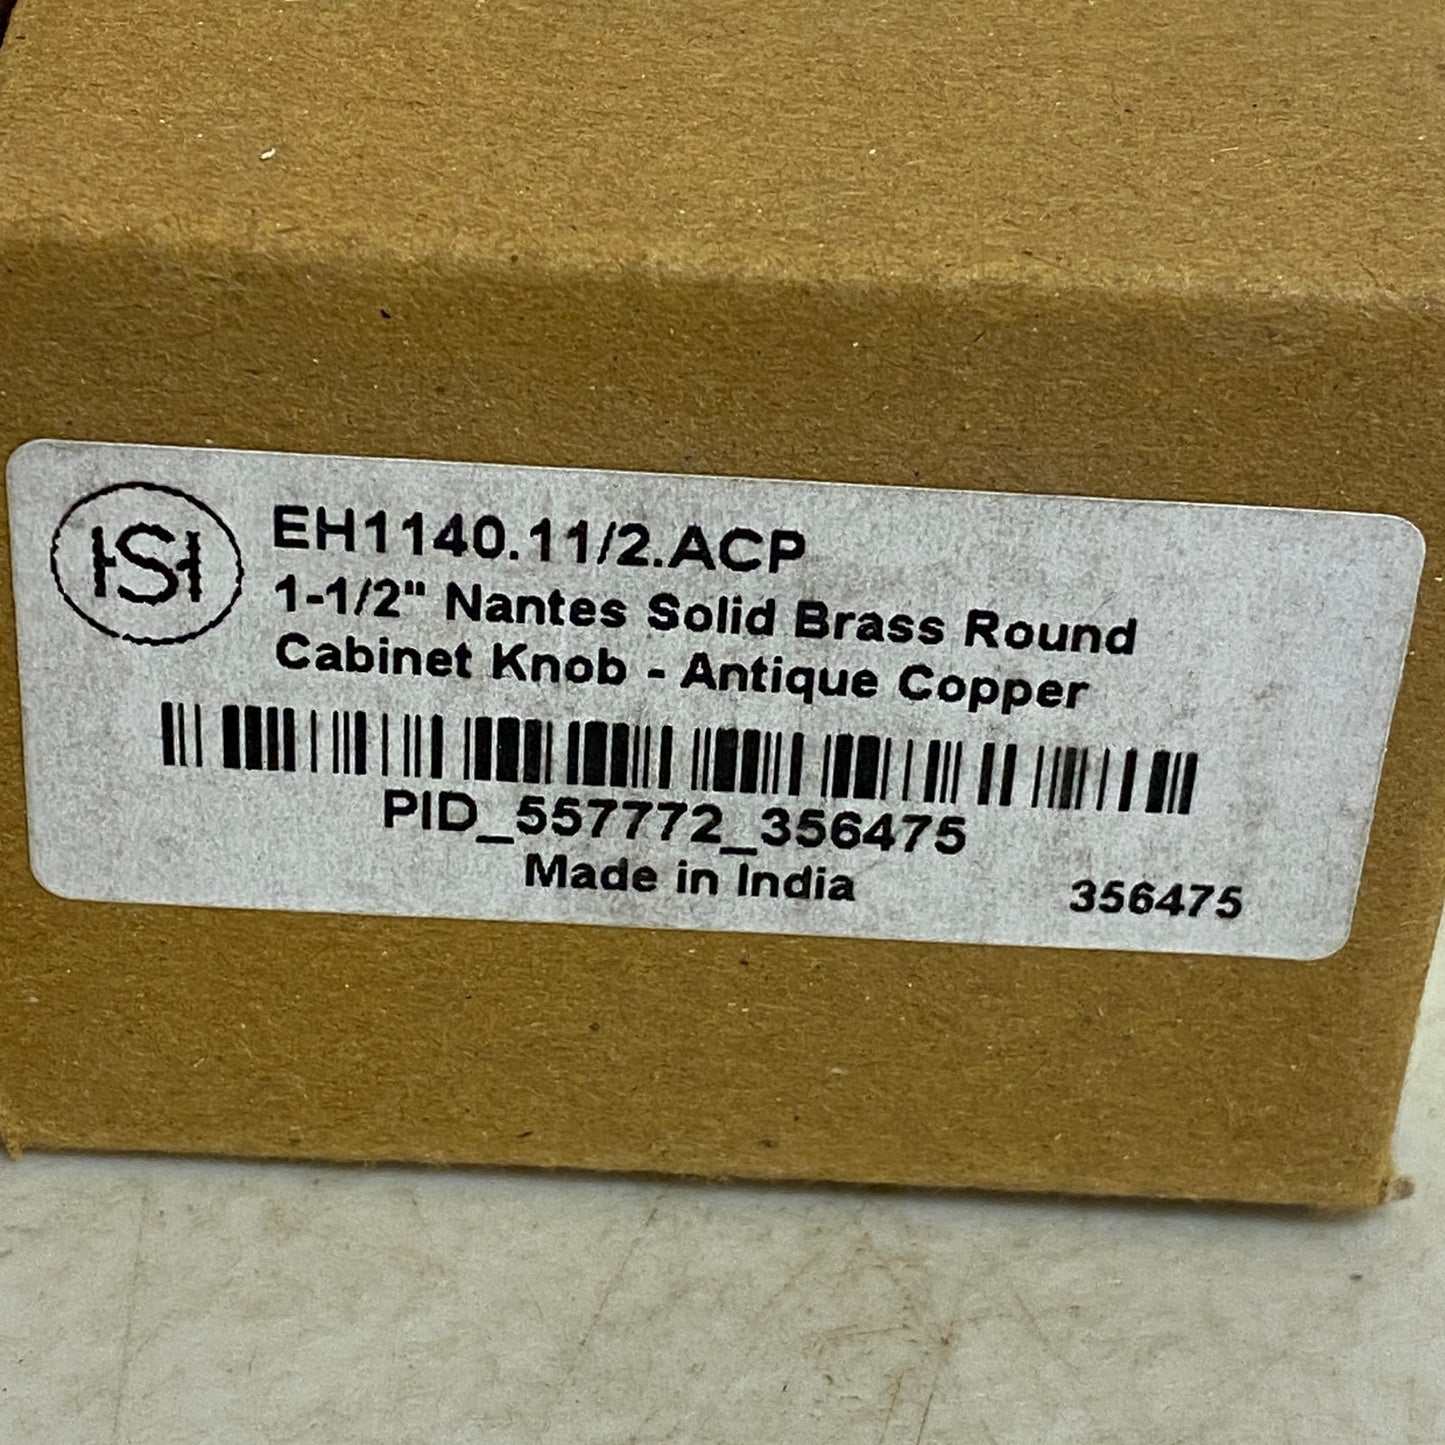 HSH
EH1140.11/2.ACP
1-1/2" Nantes Solid Brass Round
Cabinet Knob - Antique Copper
PID_557772_356475
Made in India
356475